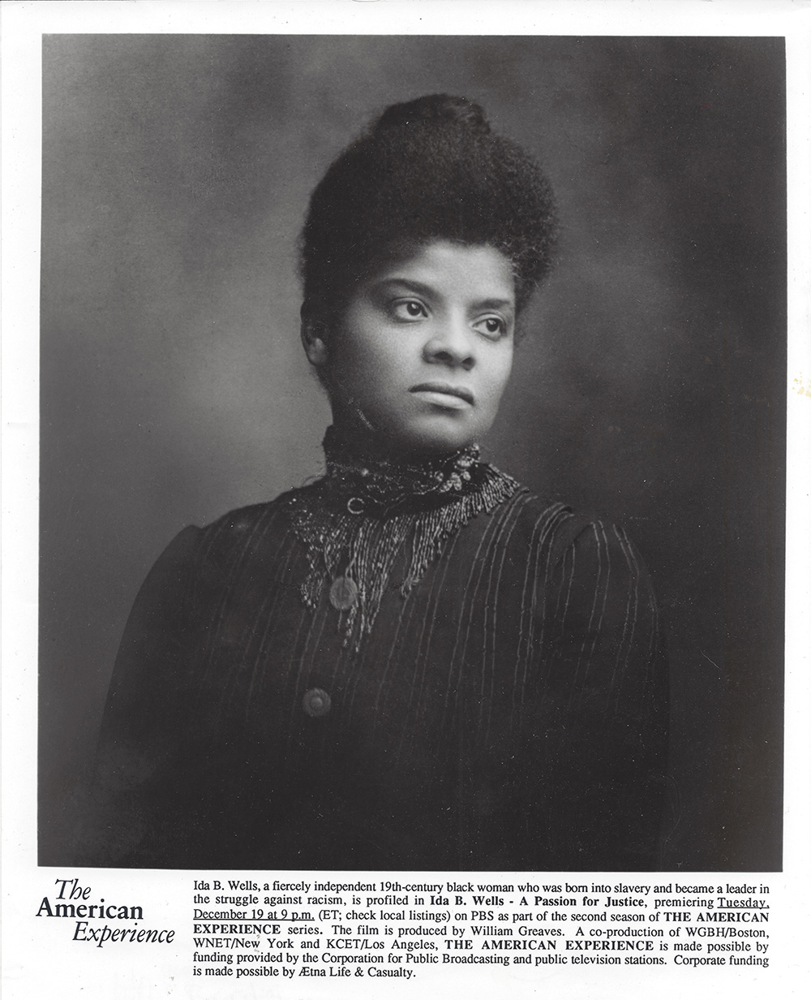 The
American
Experience
Ida B. Wells, a fiercely independent 19th-century black woman who was born into slavery and became a leader in
the struggle against racism, is profiled in Ida B. Wells - A Passion for Justice, premiering Tuesday,
December 19 at 9 p.m. (ET; check local listings) on PBS as part of the second season of THE AMERICAN
EXPERIENCE series. The film is produced by William Greaves. A co-production of WGBH/Boston,
WNET/New York and KCET/Los Angeles, THE AMERICAN EXPERIENCE is made possible by
funding provided by the Corporation for Public Broadcasting and public television stations. Corporate funding
is made possible by Ætna Life & Casualty.